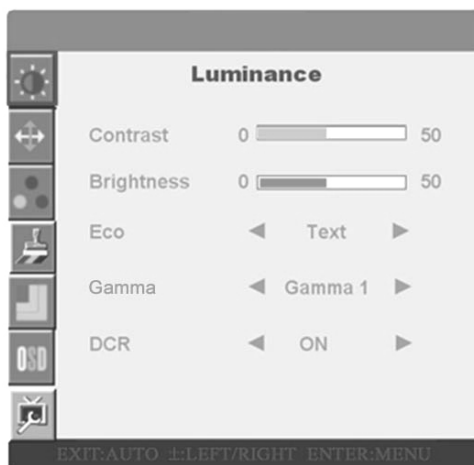 Luminance
Contrast 0 50
Brightness 0 50
Eco Text
Gamma Gamma 1
DCR ON
OSD
EXIT:AUTO ±:LEFT/RIGHT ENTER:MENU